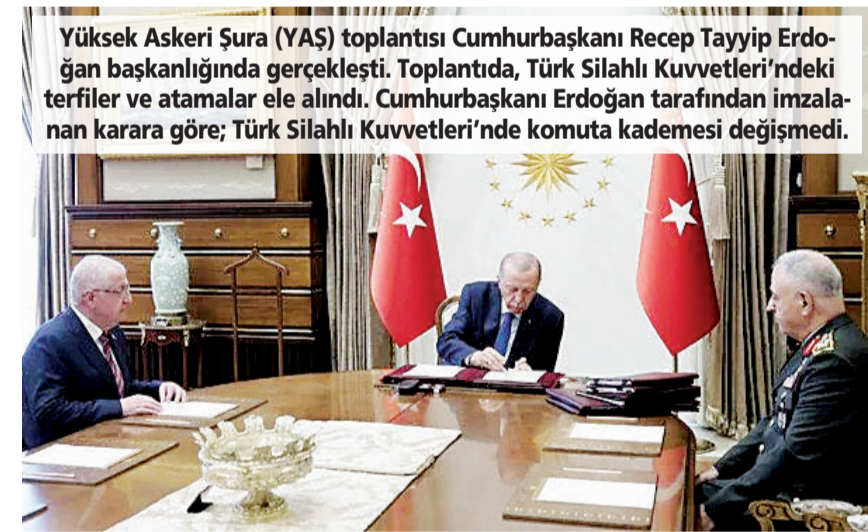 Yüksek Askeri Şura (YAŞ) toplantısı Cumhurbaşkanı Recep Tayyip Erdo-
ğan başkanlığında gerçekleşti. Toplantıda, Türk Silahlı Kuvvetleri’ndeki
terfiler ve atamalar ele alındı. Cumhurbaşkanı Erdoğan tarafından imzala-
nan karara göre; Türk Silahlı Kuvvetleri’nde komuta kademesi değişmedi.